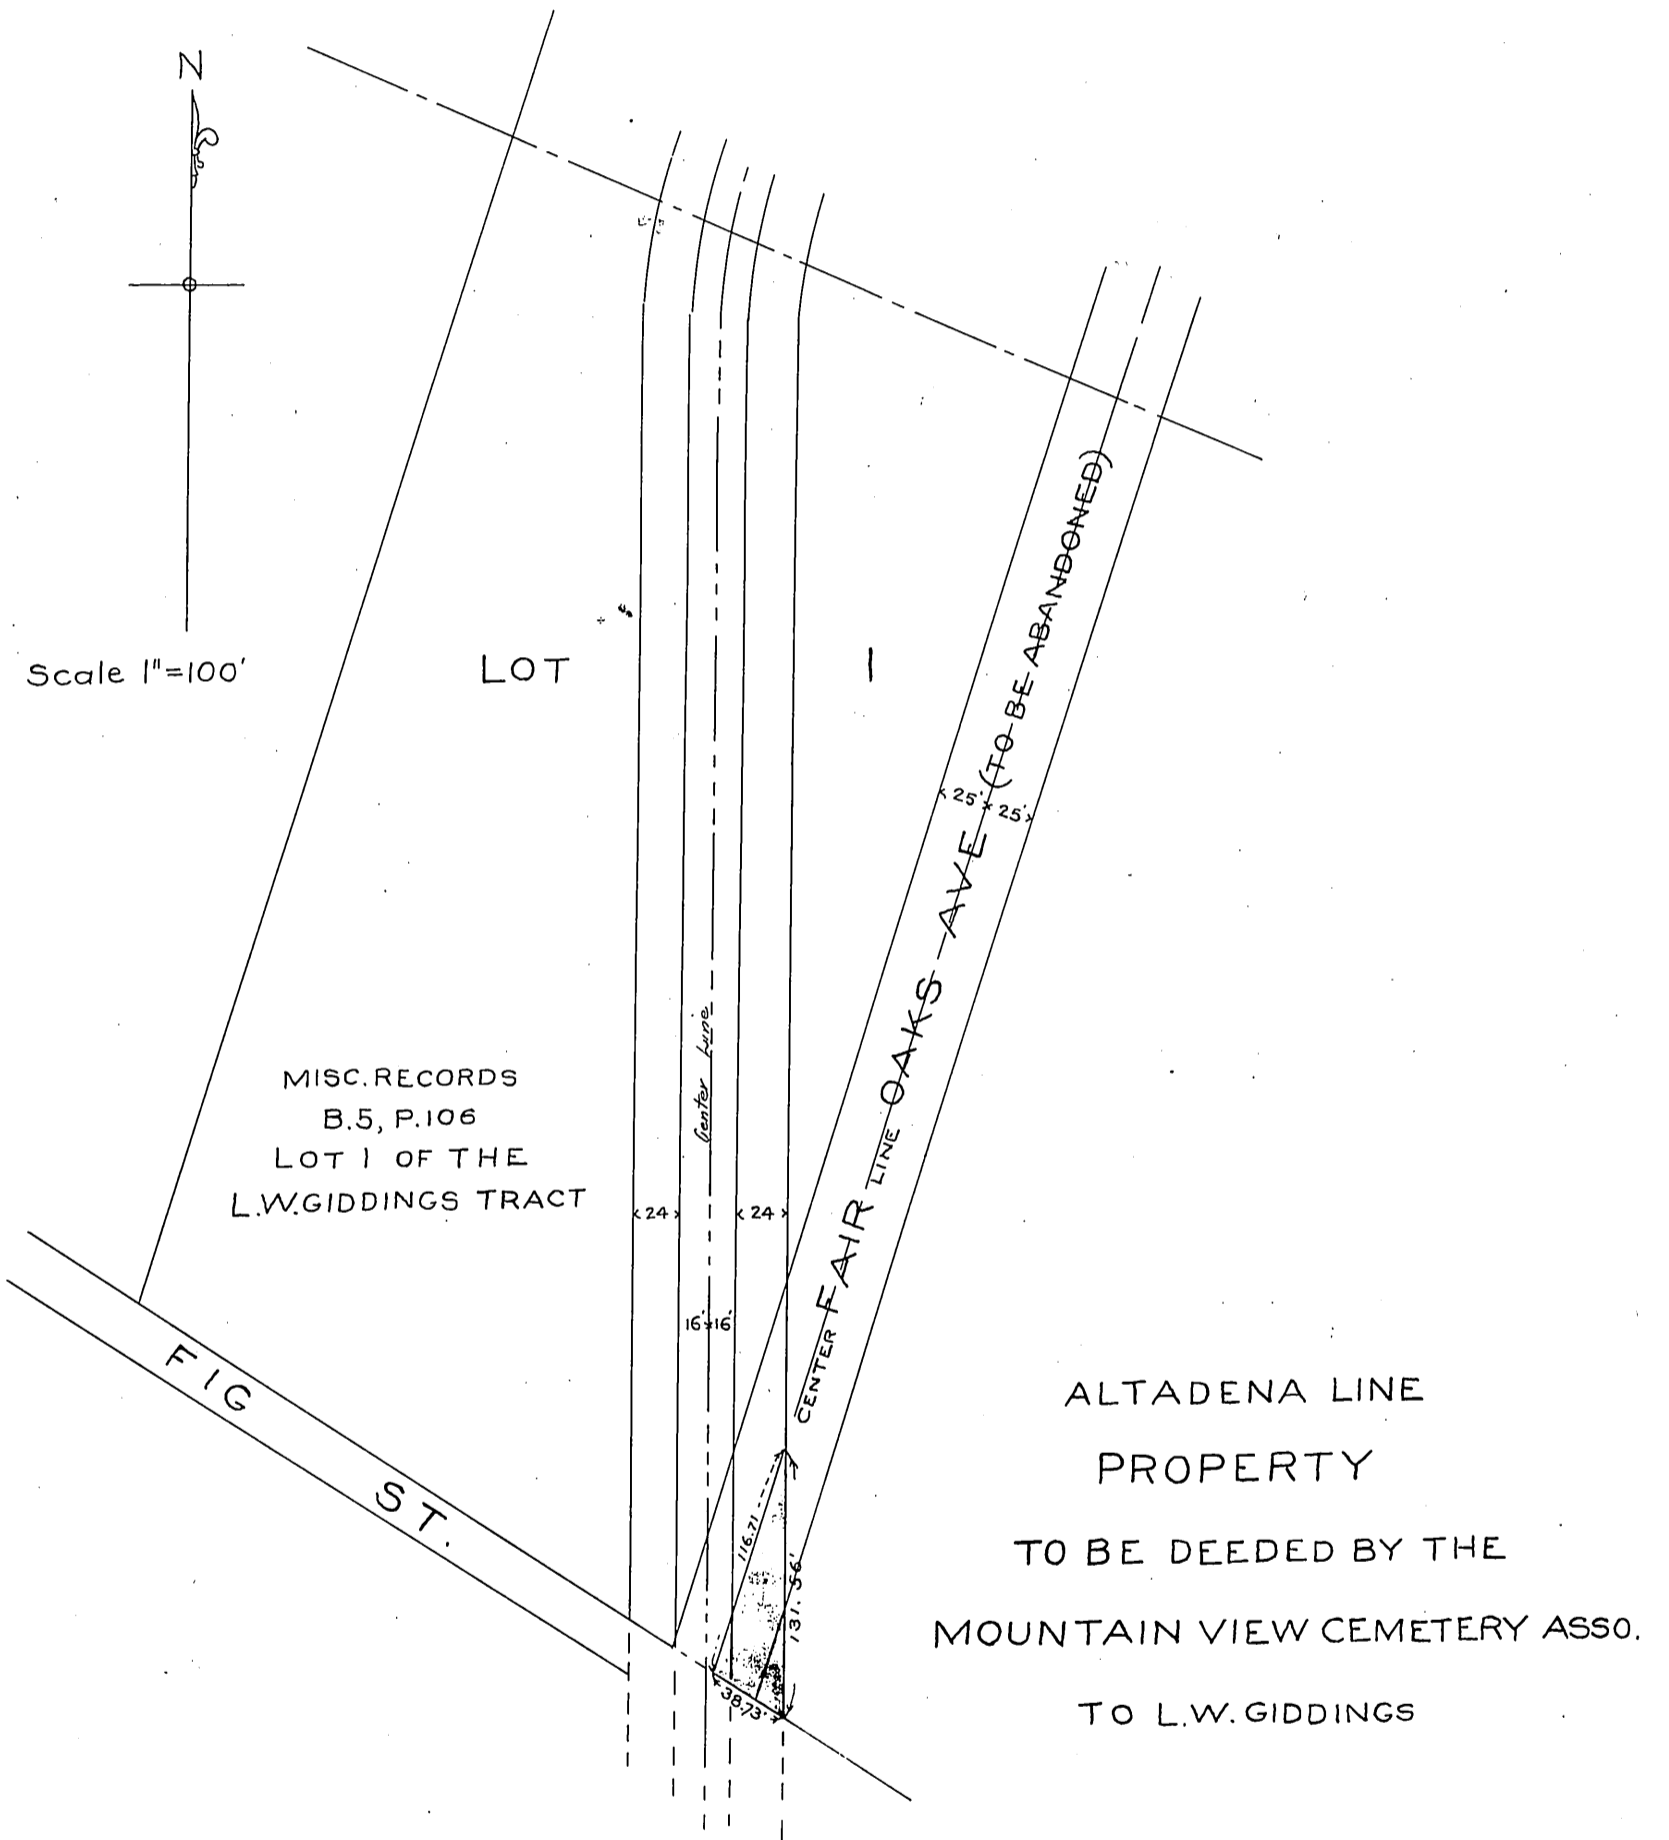 N
Scale 1"=100'
LOT 1
FAIR OAKS AVE (TO BE ABANDONED)
CENTER LINE
25' 25'
Center Line
MISC. RECORDS
B.5, P.106
LOT 1 OF THE
L.W.GIDDINGS TRACT
24 24
16' 16'
FIG ST.
116.71
131.56'
38.73'
ALTADENA LINE
PROPERTY
TO BE DEEDED BY THE
MOUNTAIN VIEW CEMETERY ASSO.
TO L.W. GIDDINGS